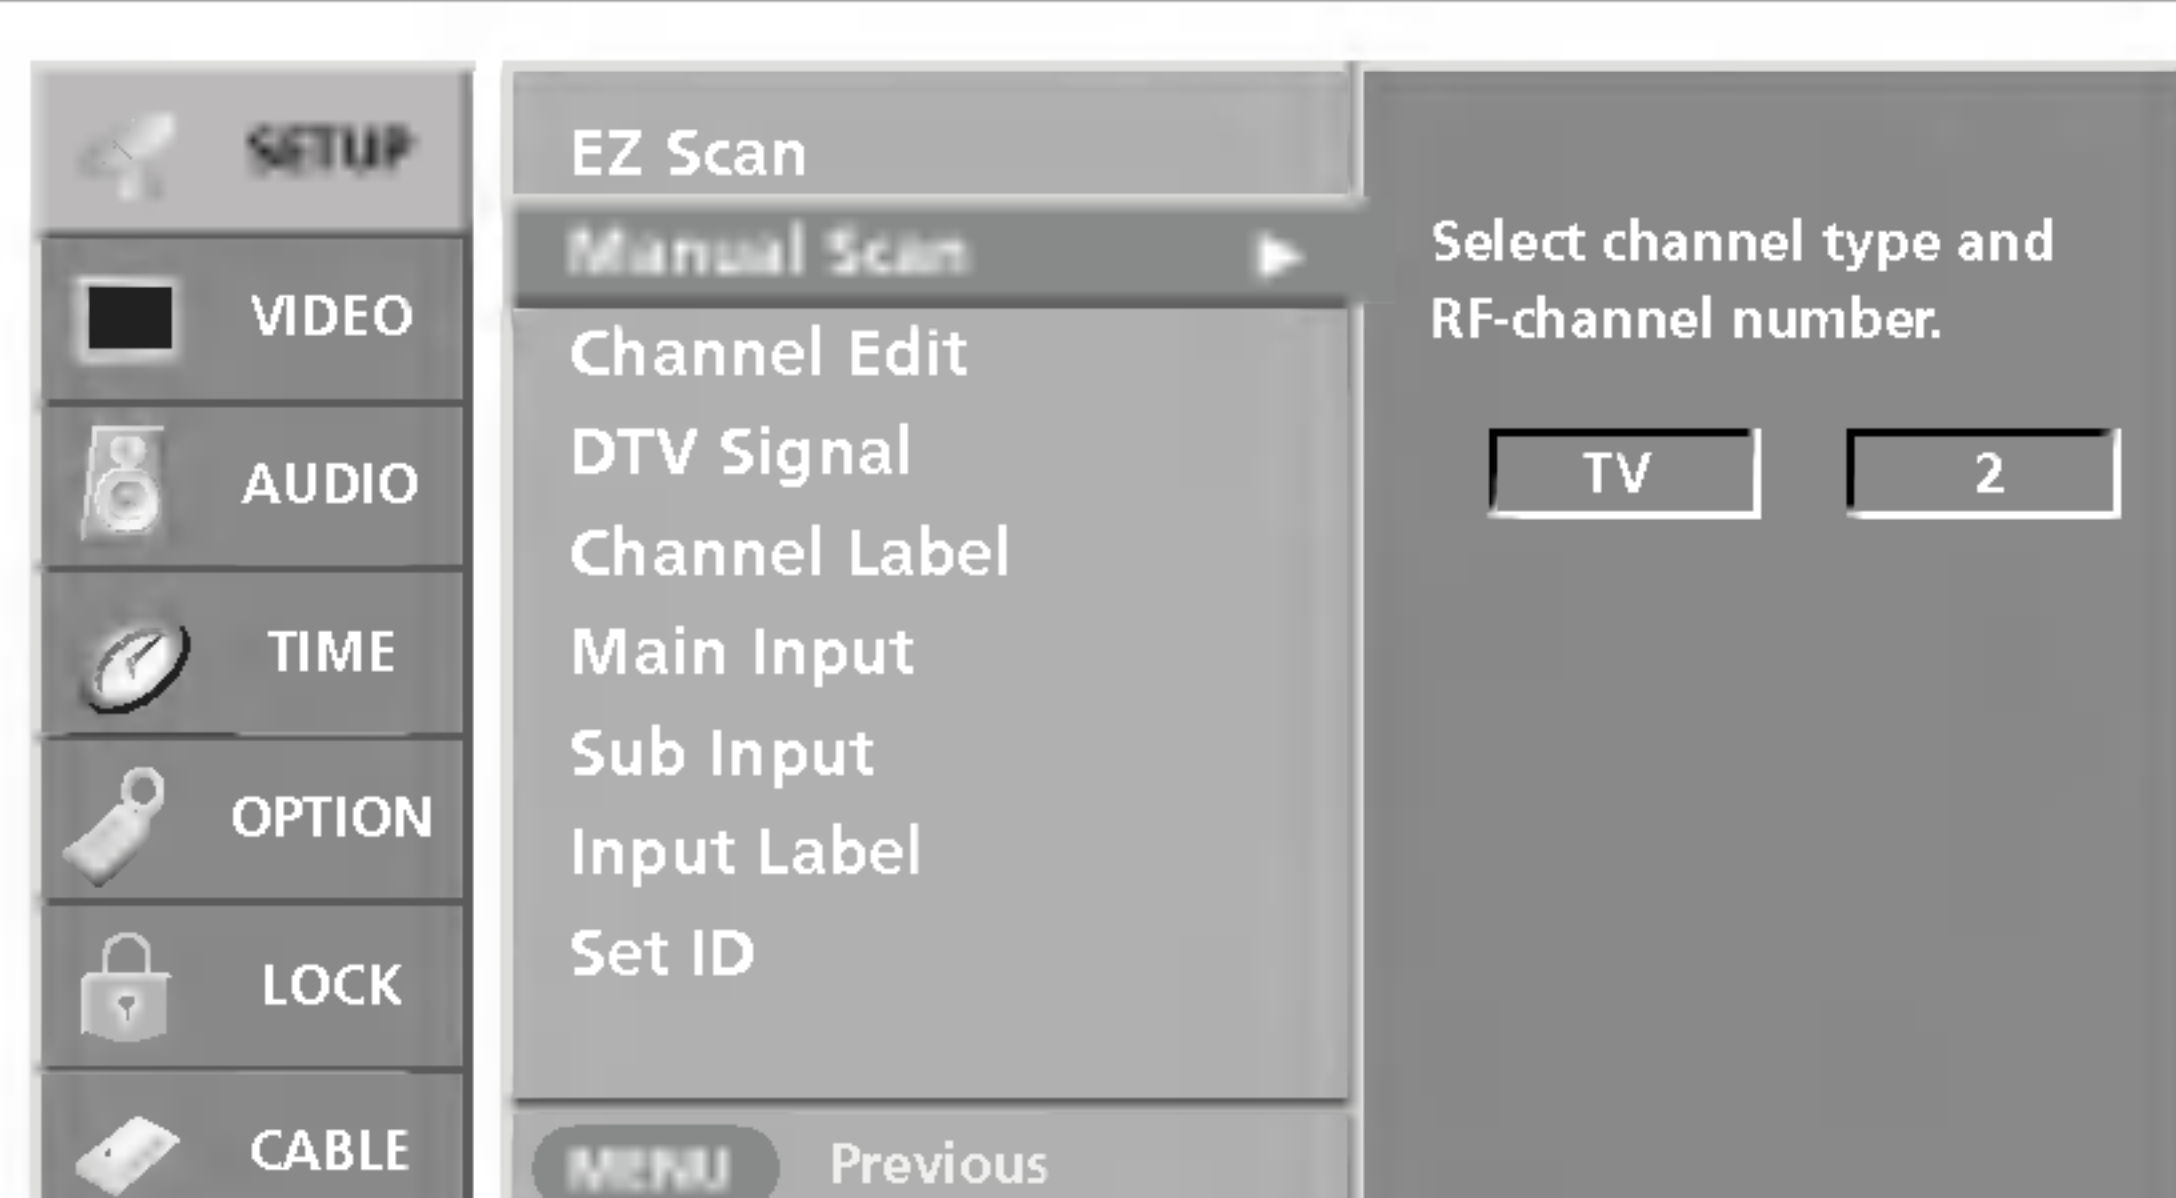 SETUP
VIDEO
AUDIO
TIME
OPTION
LOCK
CABLE
EZ Scan
Manual Scan
Channel Edit
DTV Signal
Channel Label
Main Input
Sub Input
Input Label
Set ID
MENU Previous
Select channel type and
RF-channel number.
TV 2